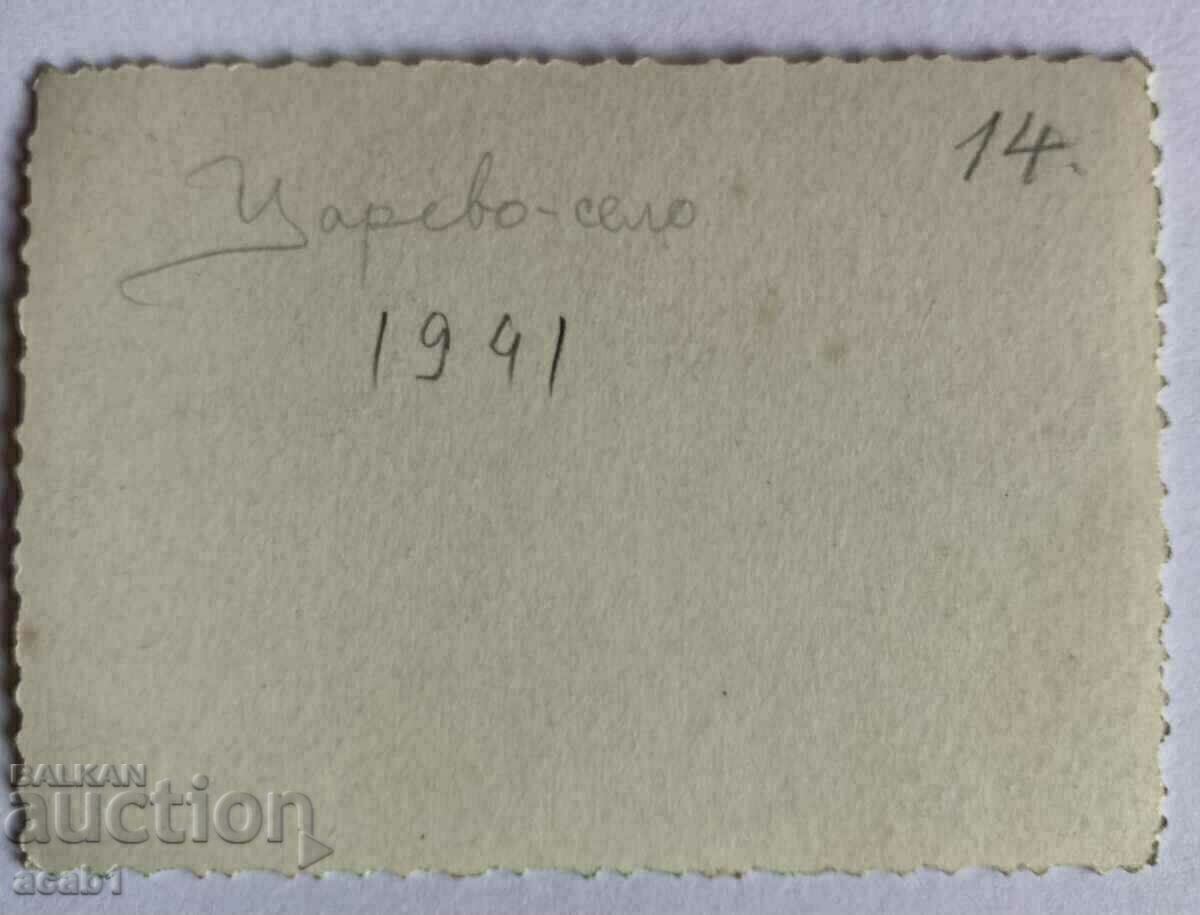 14.
Царево-село
1941
BALKAN
auction
acab1